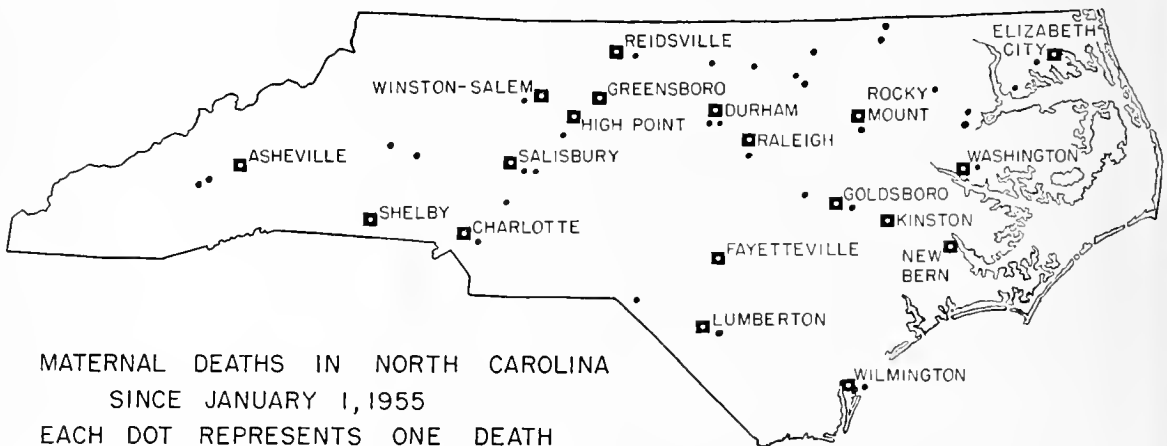 REIDSVILLE
ELIZABETH
CITY
WINSTON-SALEM
GREENSBORO
ROCKY
MOUNT
DURHAM
HIGH POINT
RALEIGH
ASHEVILLE
SALISBURY
WASHINGTON
GOLDSBORO
SHELBY
KINSTON
CHARLOTTE
FAYETTEVILLE
NEW
BERN
LUMBERTON
WILMINGTON
MATERNAL DEATHS IN NORTH CAROLINA
SINCE JANUARY 1, 1955
EACH DOT REPRESENTS ONE DEATH